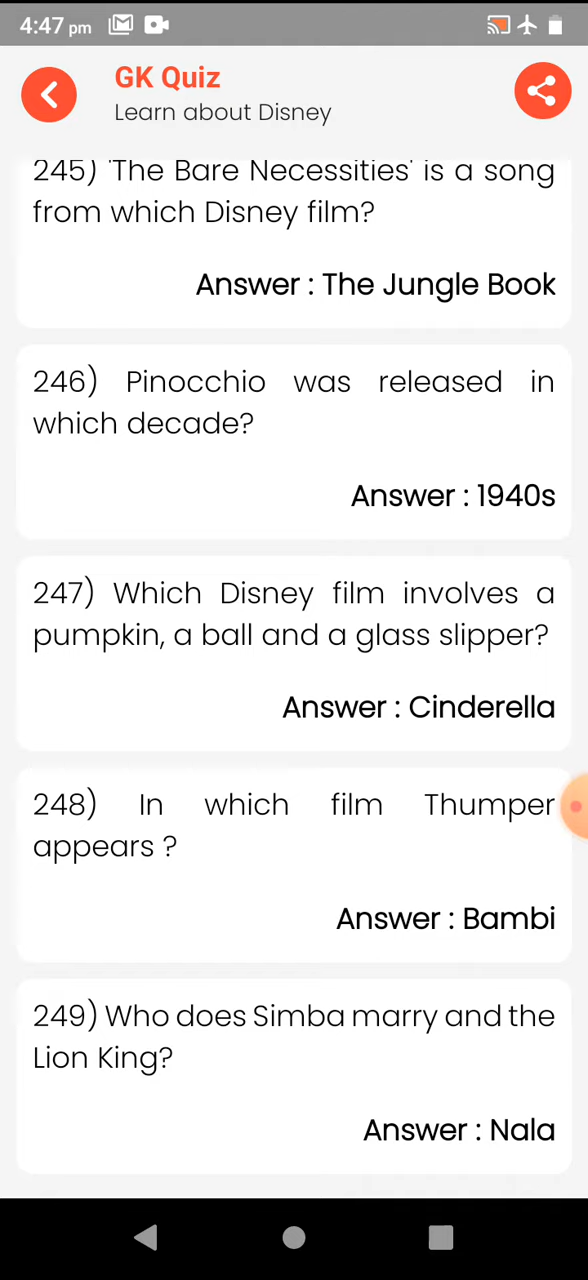 4:47 pm
GK Quiz
Learn about Disney
245) 'The Bare Necessities' is a song
from which Disney film?
Answer : The Jungle Book
246) Pinocchio was released in
which decade?
Answer : 1940s
247) Which Disney film involves a
pumpkin, a ball and a glass slipper?
Answer : Cinderella
248) In which film Thumper
appears ?
Answer : Bambi
249) Who does Simba marry and the
Lion King?
Answer : Nala